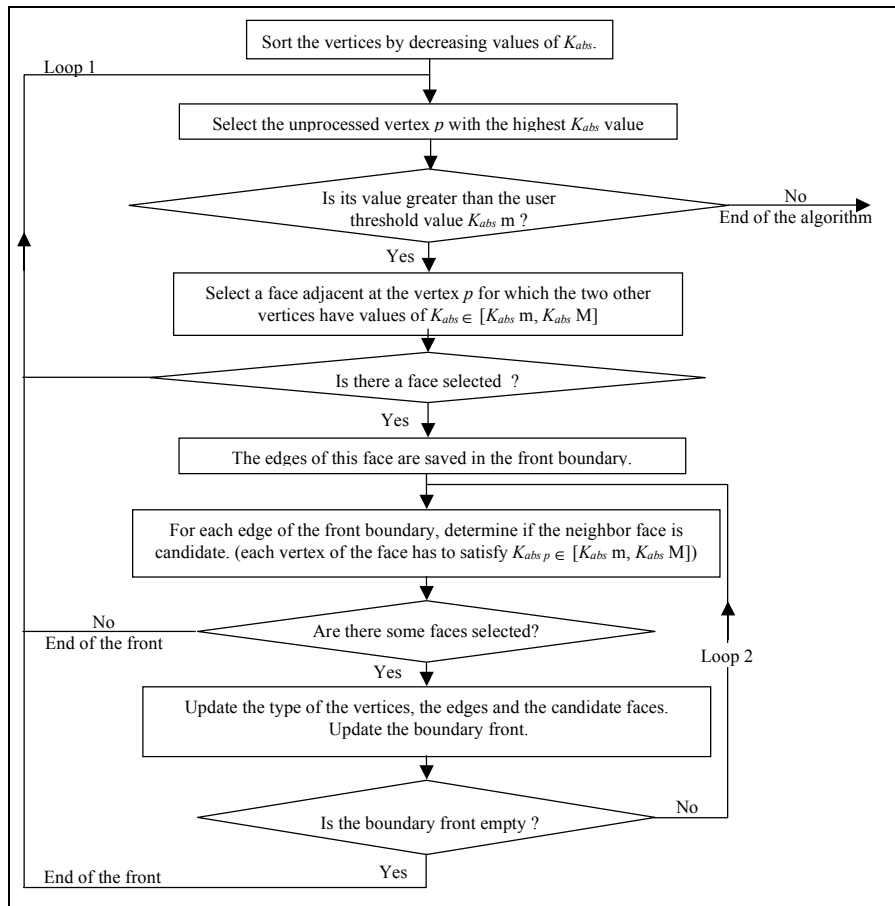 Sort the vertices by decreasing values of Kabs.
Loop 1
Select the unprocessed vertex p with the highest Kabs value
Is its value greater than the user
threshold value Kabs m ?
No
End of the algorithm
Yes
Select a face adjacent at the vertex p for which the two other
vertices have values of Kabs ∈ [Kabs m, Kabs M]
Is there a face selected ?
Yes
The edges of this face are saved in the front boundary.
For each edge of the front boundary, determine if the neighbor face is
candidate. (each vertex of the face has to satisfy Kabs p ∈ [Kabs m, Kabs M])
No
End of the front
Are there some faces selected?
Loop 2
Yes
Update the type of the vertices, the edges and the candidate faces.
Update the boundary front.
No
Is the boundary front empty ?
Yes
End of the front